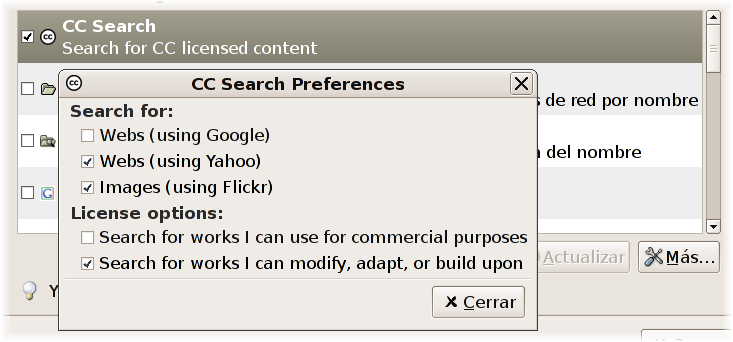 CC Search
Search for CC licensed content
CC Search Preferences
Search for:
de red por nombre
Webs (using Google)
Webs (using Yahoo)
del nombre
Images (using Flickr)
License options:
Search for works I can use for commercial purposes
Actualizar
Más...
Search for works I can modify, adapt, or build upon
Y
Cerrar